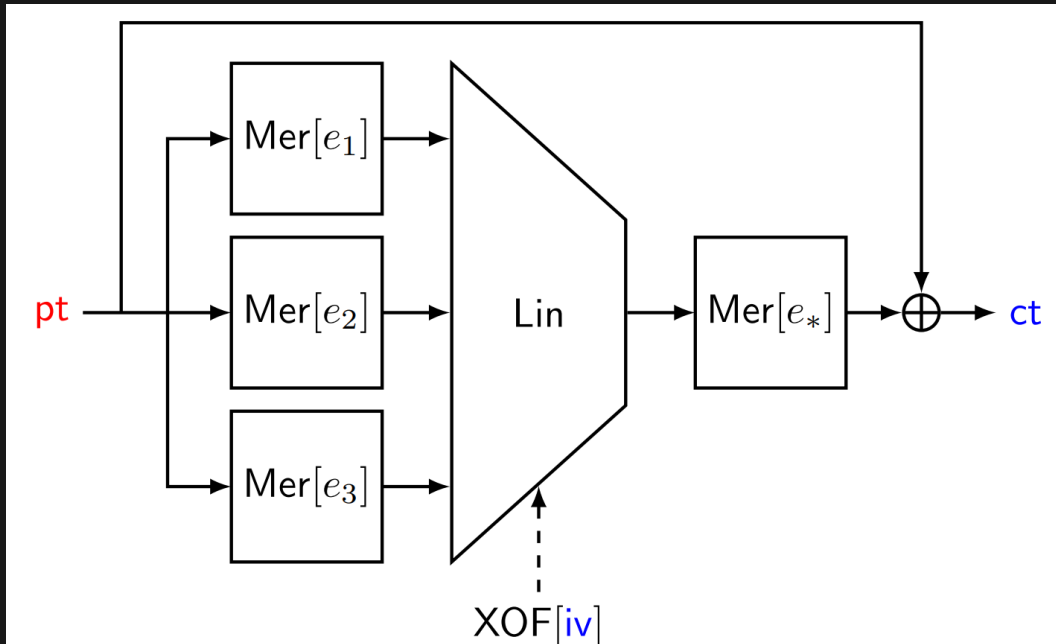 Mer[e₁]
pt
Mer[e₂]
Lin
Mer[e∗]
ct
Mer[e₃]
XOF[iv]